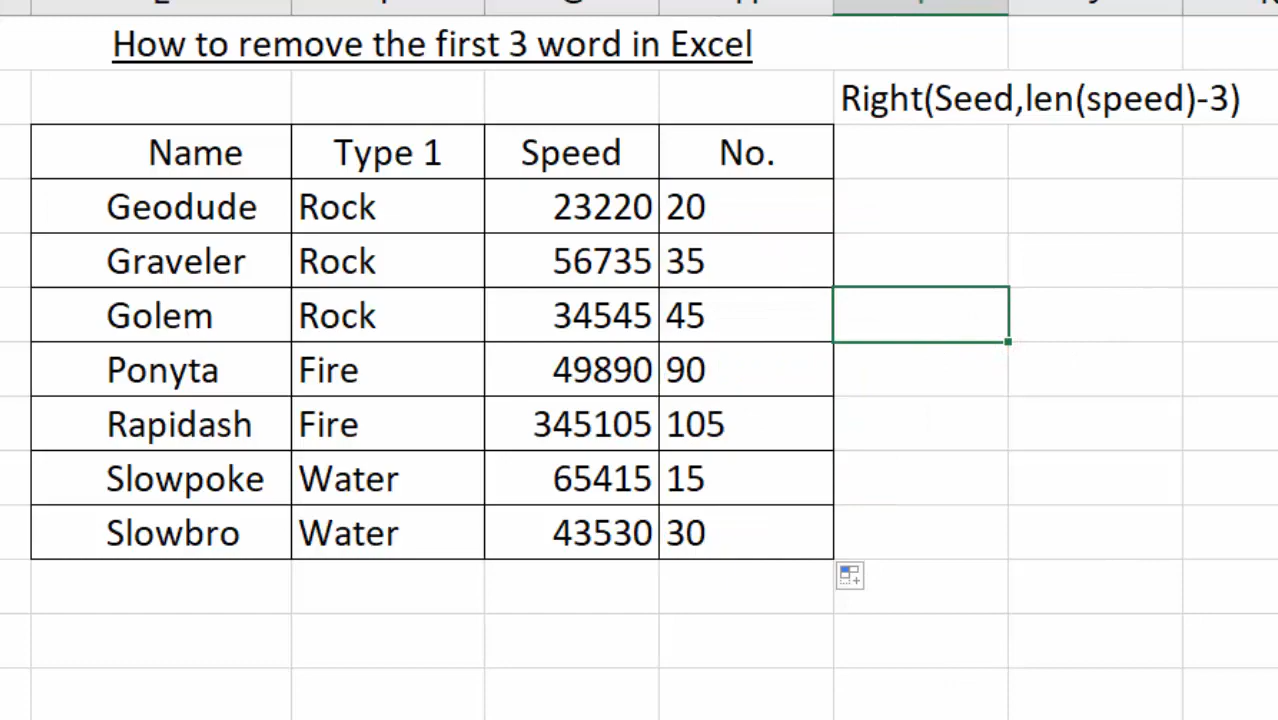 How to remove the first 3 word in Excel
Right(Seed,len(speed)-3)
Name Type 1 Speed No.
Geodude Rock 23220 20
Graveler Rock 56735 35
Golem Rock 34545 45
Ponyta Fire 49890 90
Rapidash Fire 345105 105
Slowpoke Water 65415 15
Slowbro Water 43530 30